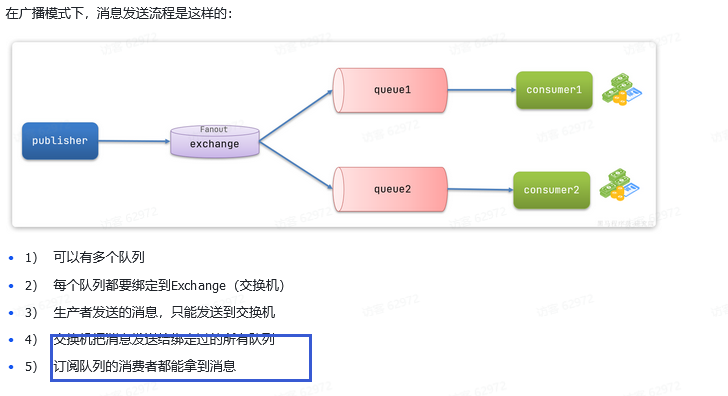 在广播模式下，消息发送流程是这样的：
Fanout
queue1
consumer1
publisher
exchange
queue2
consumer2
1） 可以有多个队列
2） 每个队列都要绑定到Exchange（交换机）
3） 生产者发送的消息，只能发送到交换机
4） 交换机把消息发送给绑定过的所有队列
5） 订阅队列的消费者都能拿到消息